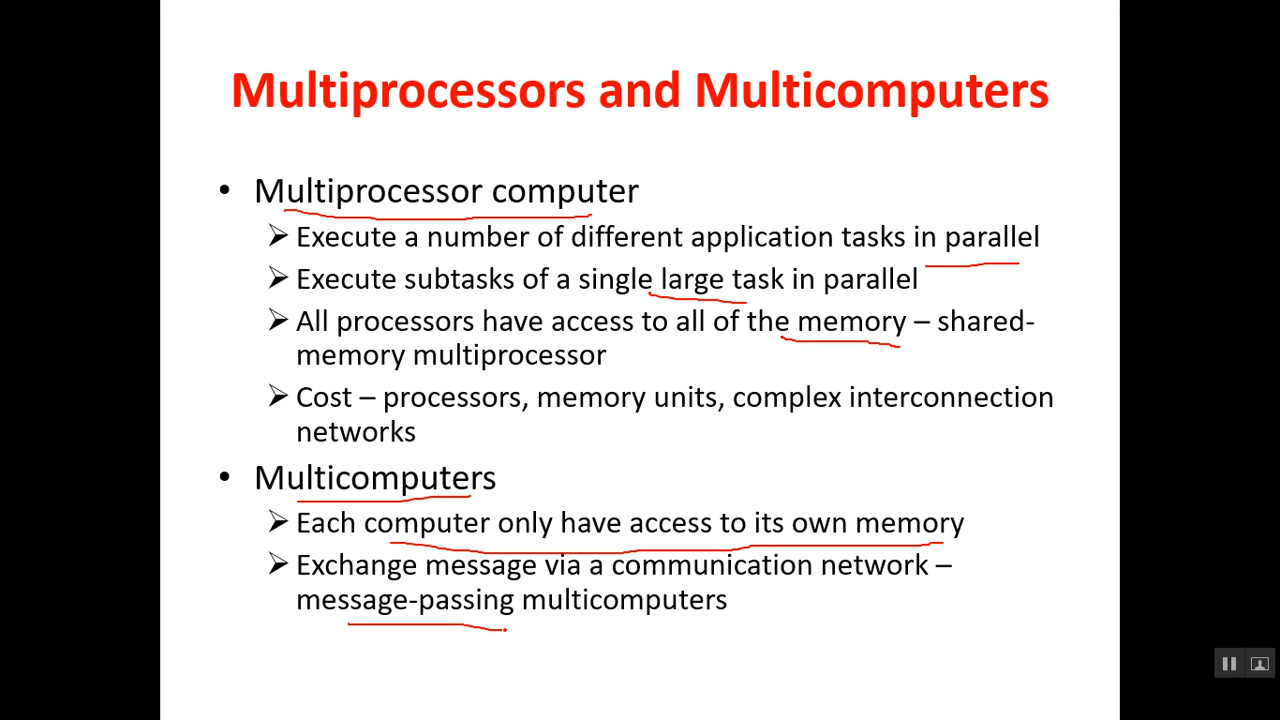 Multiprocessors and Multicomputers
• Multiprocessor computer
➢ Execute a number of different application tasks in parallel
➢ Execute subtasks of a single large task in parallel
➢ All processors have access to all of the memory – shared-
memory multiprocessor
➢ Cost – processors, memory units, complex interconnection
networks
• Multicomputers
➢ Each computer only have access to its own memory
➢ Exchange message via a communication network –
message-passing multicomputers